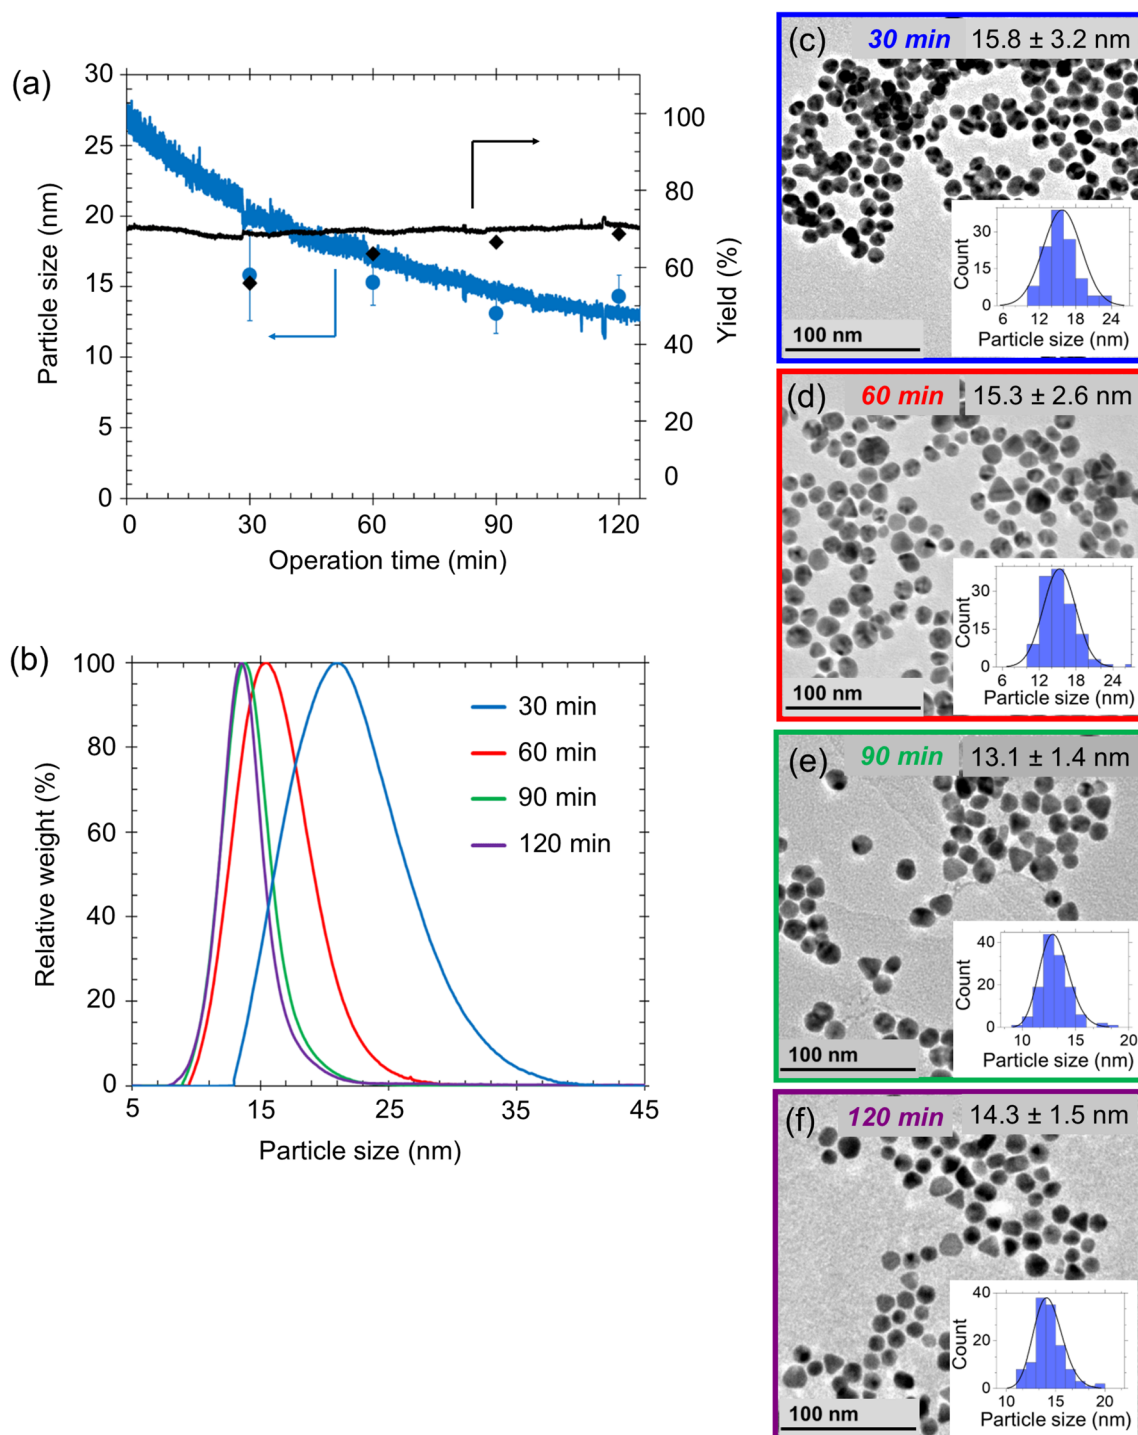 (a)
30
25
20
15
10
5
0
Particle size (nm)
100
80
60
40
20
0
Yield (%)
0
30
60
90
120
Operation time (min)
(b)
100
80
60
40
20
0
Relative weight (%)
30 min
60 min
90 min
120 min
5
15
25
35
45
Particle size (nm)
(c)
30 min
15.8 ± 3.2 nm
100 nm
Count
30
15
0
6 12 18 24
Particle size (nm)
(d)
60 min
15.3 ± 2.6 nm
100 nm
Count
30
15
0
6 12 18 24
Particle size (nm)
(e)
90 min
13.1 ± 1.4 nm
100 nm
Count
40
20
0
10 15 20
Particle size (nm)
(f)
120 min
14.3 ± 1.5 nm
100 nm
Count
40
20
0
10 15 20
Particle size (nm)